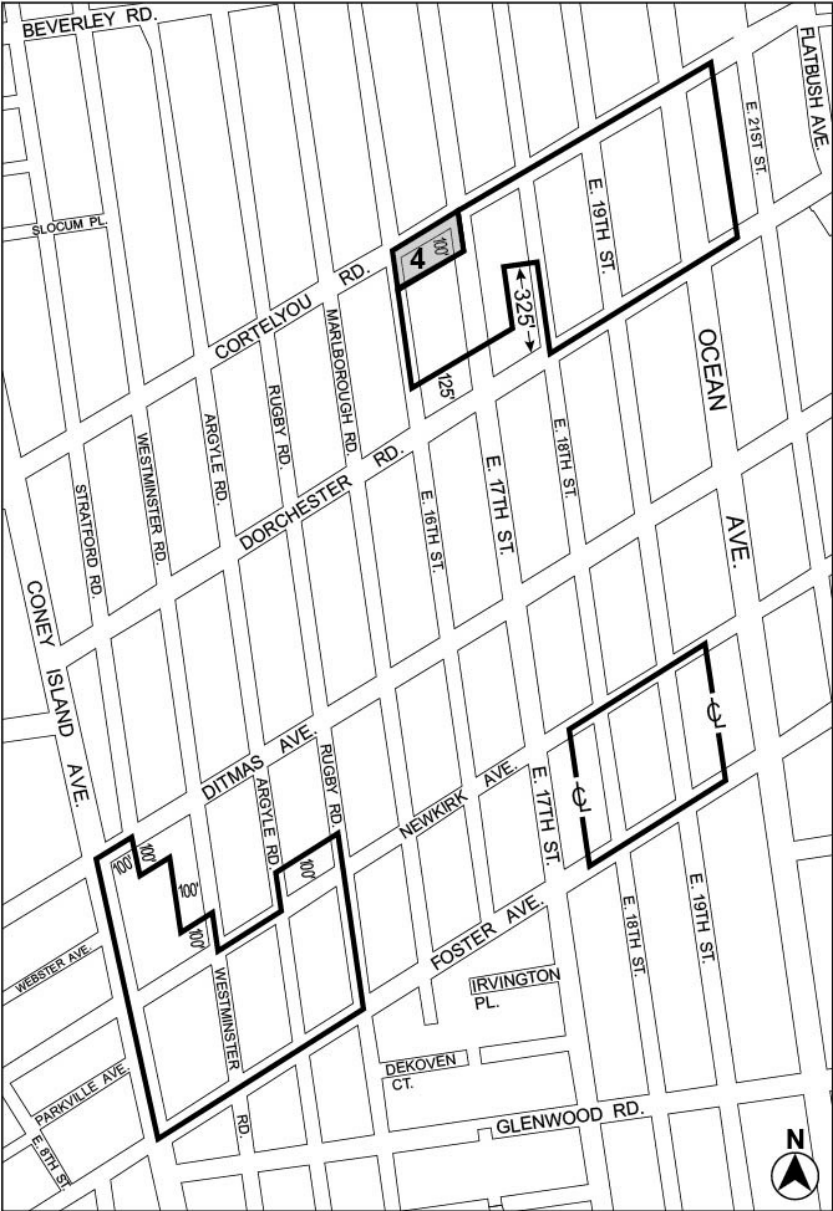 BEVERLEY RD.
FLATBUSH AVE.
E. 21ST ST.
E. 19TH ST.
SLOCUM PL.
100'
4
CORTELYOU RD.
325'
MARLBOROUGH RD.
OCEAN AVE.
125'
RUGBY RD.
ARGYLE RD.
WESTMINSTER RD.
STRATFORD RD.
DORCHESTER RD.
E. 16TH ST.
E. 17TH ST.
E. 18TH ST.
CONEY ISLAND AVE.
DITMAS AVE.
ARGYLE RD.
RUGBY RD.
NEWKIRK AVE.
E. 17TH ST.
100'
100'
100'
100'
100'
FOSTER AVE.
E. 18TH ST.
E. 19TH ST.
WEBSTER AVE.
WESTMINSTER RD.
IRVINGTON
PL.
DEKOVEN
CT.
PARKVILLE AVE.
E. 8TH ST.
GLENWOOD RD.
N